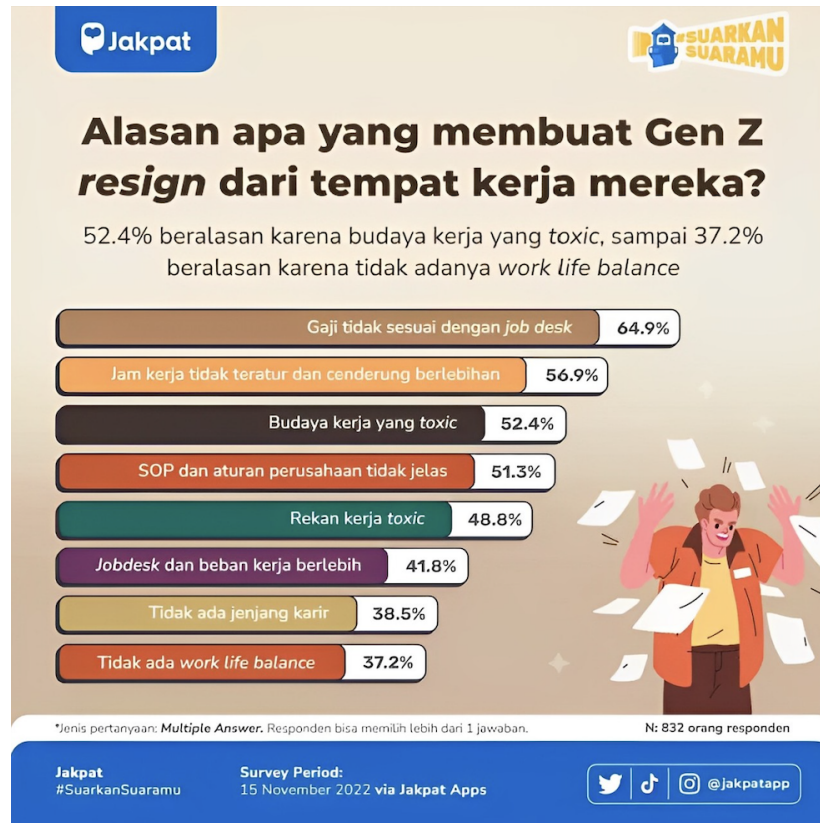 Jakpat
#SUARKAN
SUARAMU
Alasan apa yang membuat Gen Z
resign dari tempat kerja mereka?
52.4% beralasan karena budaya kerja yang toxic, sampai 37.2%
beralasan karena tidak adanya work life balance
Gaji tidak sesuai dengan job desk 64.9%
Jam kerja tidak teratur dan cenderung berlebihan 56.9%
Budaya kerja yang toxic 52.4%
SOP dan aturan perusahaan tidak jelas 51.3%
Rekan kerja toxic 48.8%
Jobdesk dan beban kerja berlebih 41.8%
Tidak ada jenjang karir 38.5%
Tidak ada work life balance 37.2%
*Jenis pertanyaan: Multiple Answer. Responden bisa memilih lebih dari 1 jawaban. N: 832 orang responden
Jakpat Survey Period:
#SuarkanSuaramu 15 November 2022 via Jakpat Apps
@jakpatapp